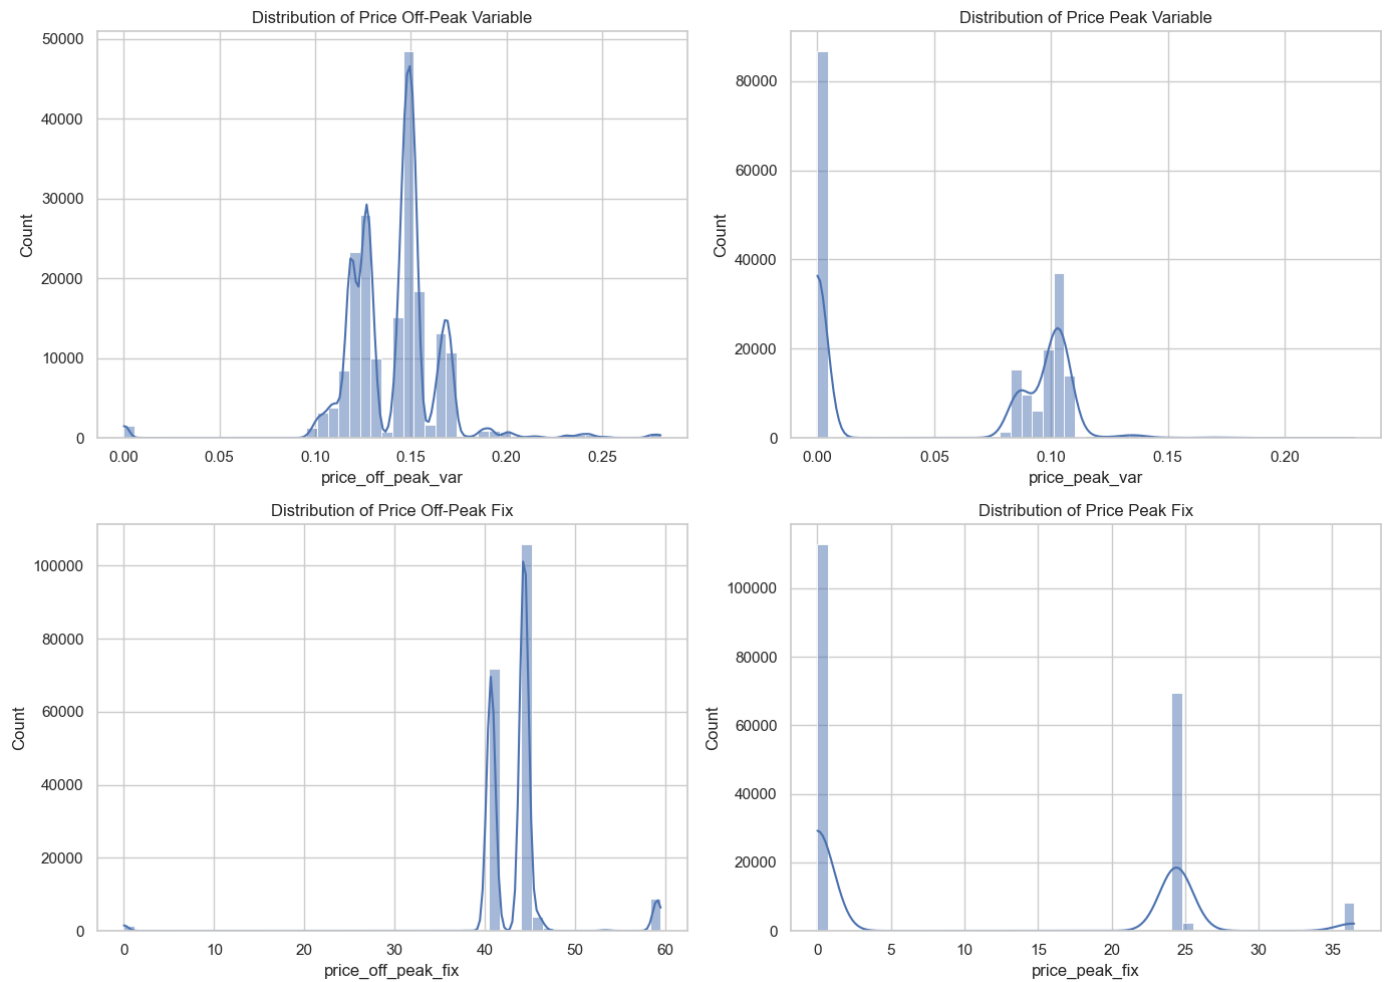 Distribution of Price Off-Peak Variable
50000
40000
30000
20000
10000
0
Count
0.00 0.05 0.10 0.15 0.20 0.25
price_off_peak_var
Distribution of Price Peak Variable
80000
60000
40000
20000
0
Count
0.00 0.05 0.10 0.15 0.20
price_peak_var
Distribution of Price Off-Peak Fix
100000
80000
60000
40000
20000
0
Count
0 10 20 30 40 50 60
price_off_peak_fix
Distribution of Price Peak Fix
100000
80000
60000
40000
20000
0
Count
0 5 10 15 20 25 30 35
price_peak_fix